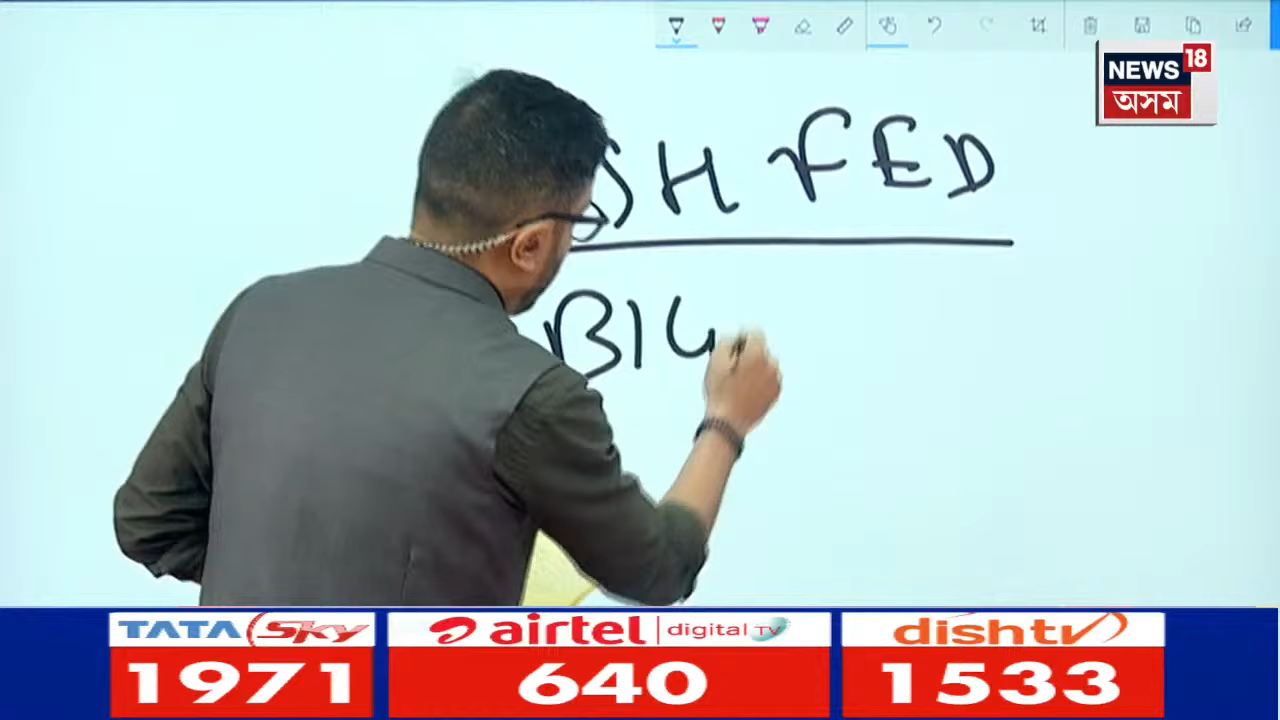 NEWS 18
অসম
SH FED
BIG
TATA Sky
1971
airtel digital TV
640
dishtv
1533